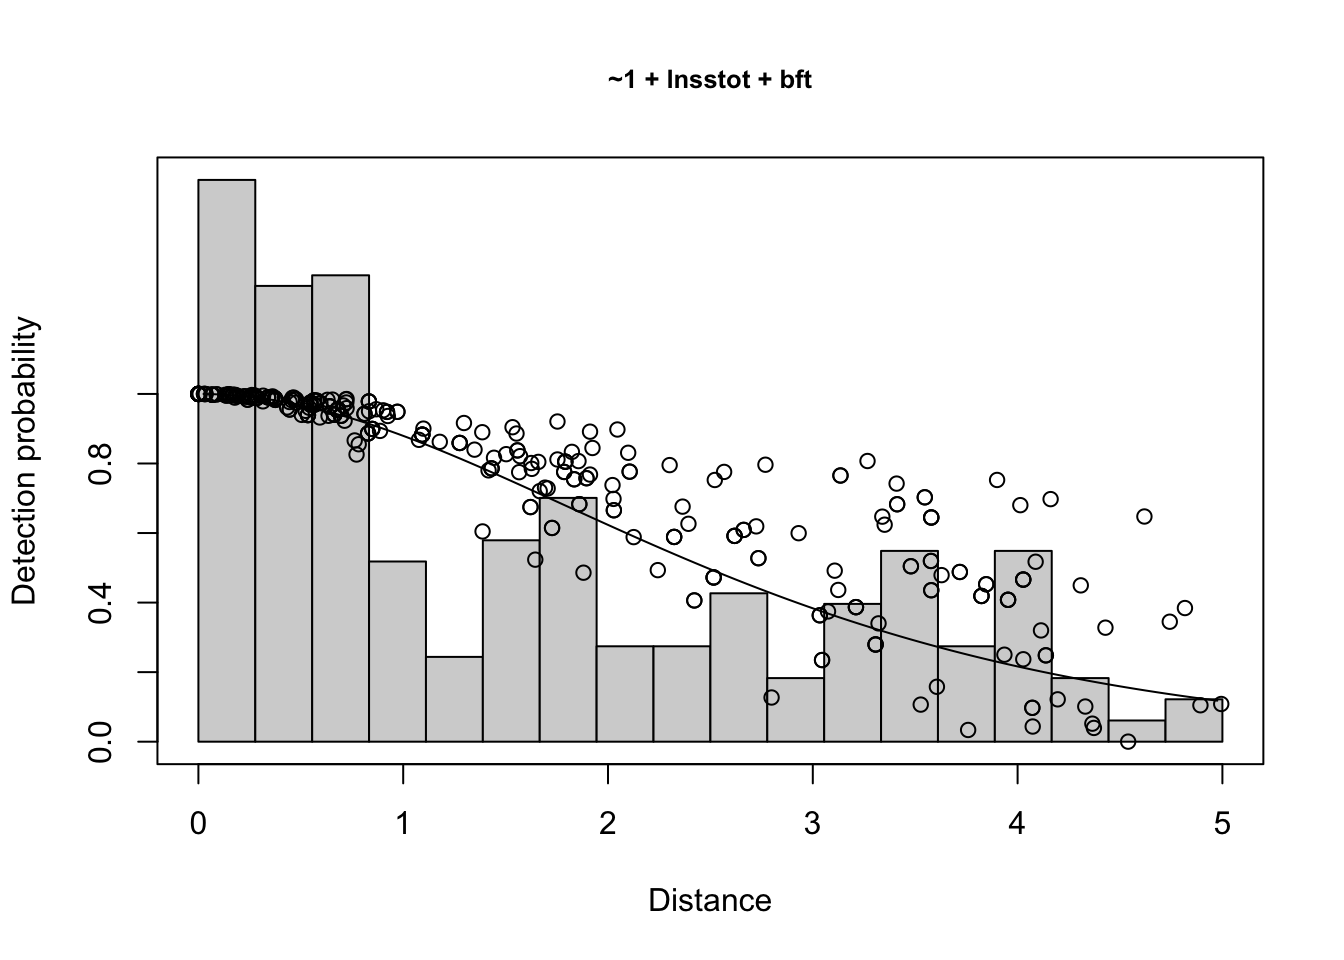 ~1 + lnsstot + bft
Detection probability
0.8
0.4
0.0
0 1 2 3 4 5
Distance